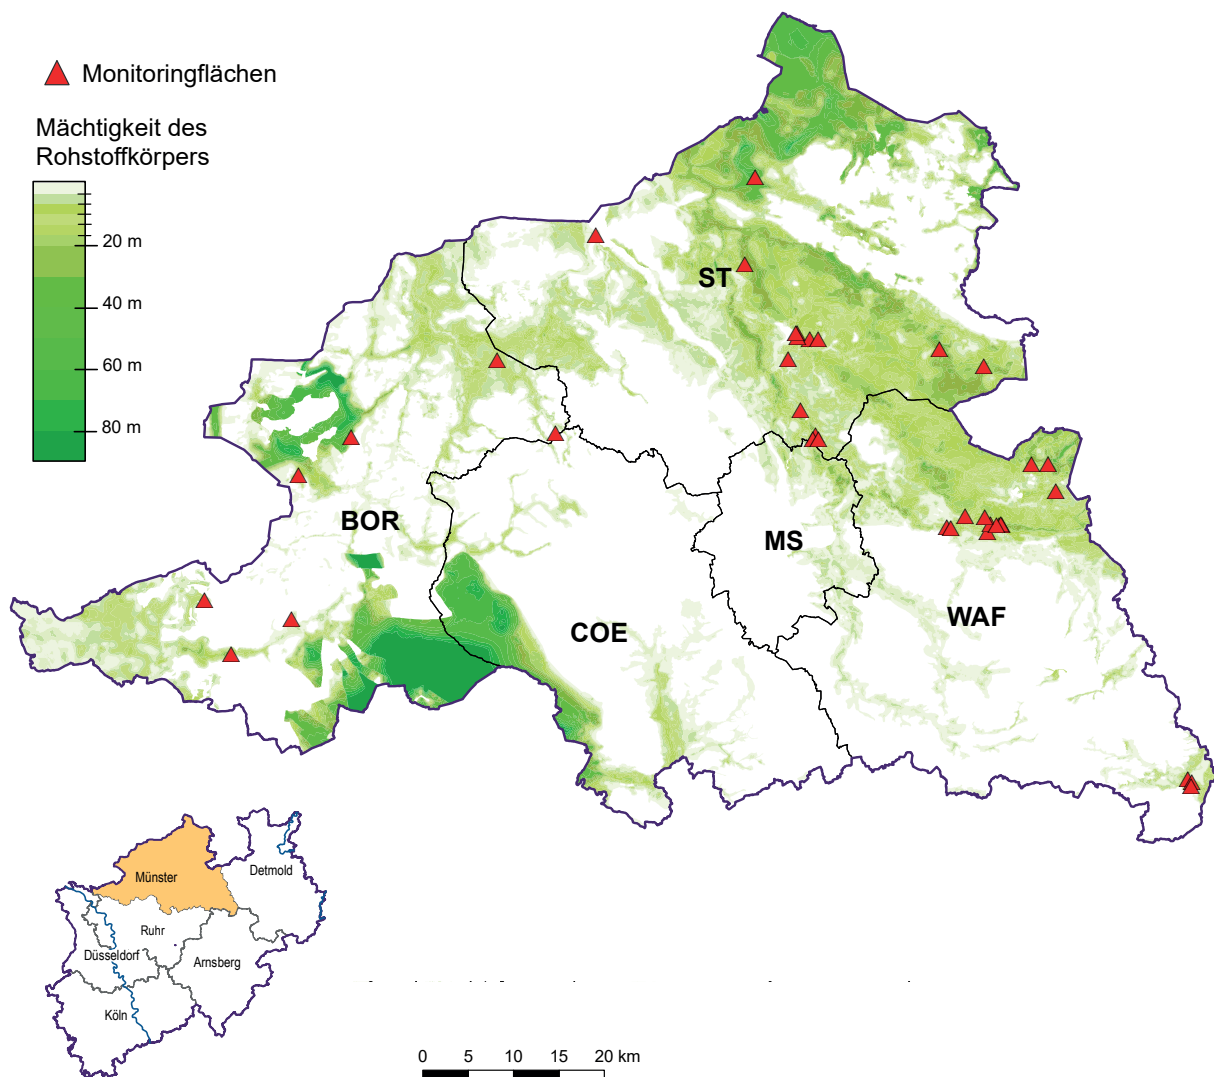 Monitoringflächen
Mächtigkeit des
Rohstoffkörpers
20 m
40 m
60 m
80 m
ST
BOR
MS
COE
WAF
Münster
Detmold
Ruhr
Düsseldorf
Arnsberg
Köln
0 5 10 15 20 km